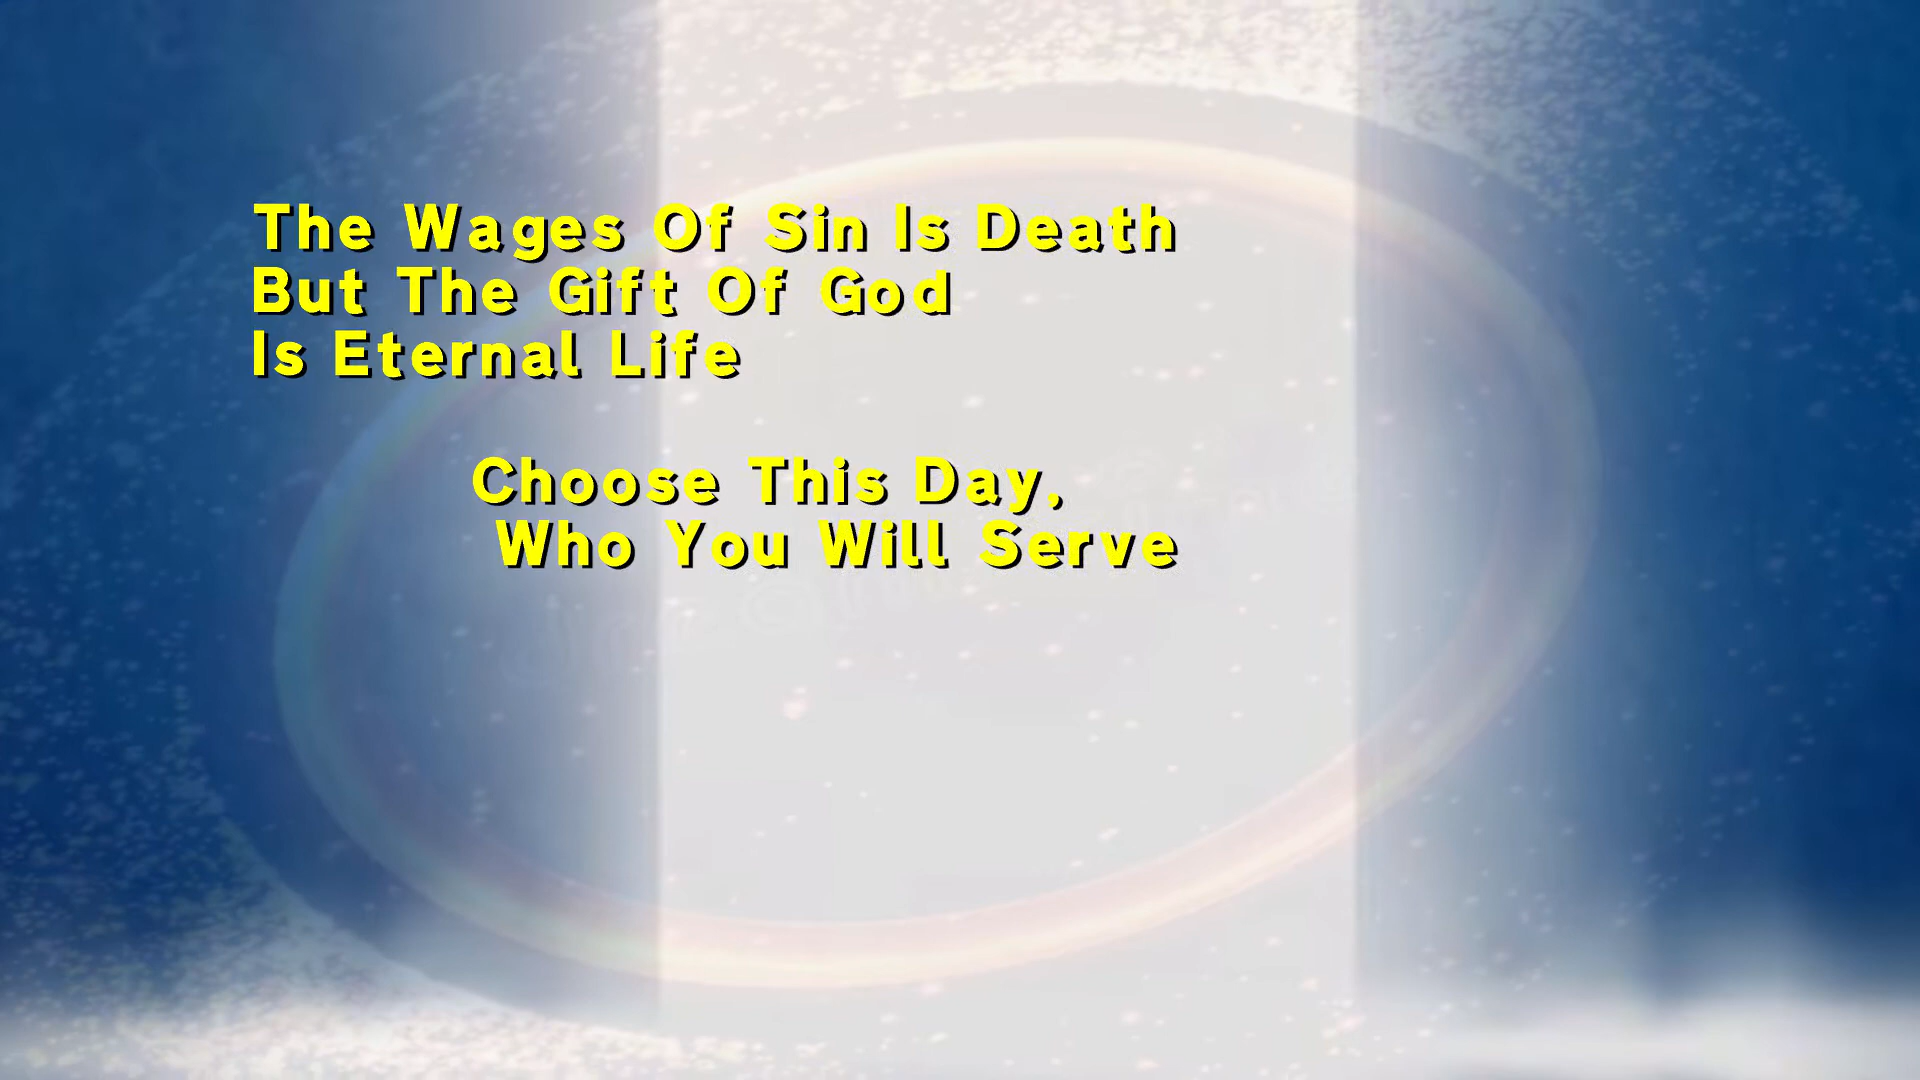 The Wages Of Sin Is Death
But The Gift Of God
Is Eternal Life
Choose This Day,
Who You Will Serve